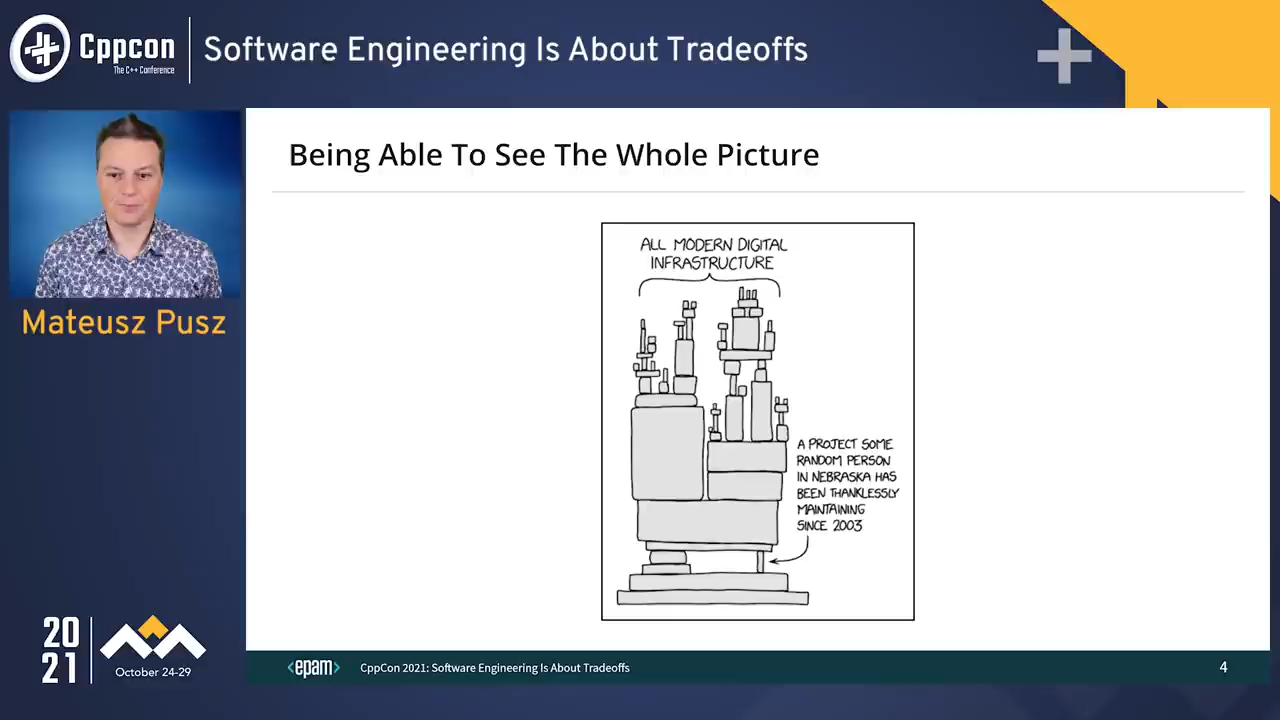 Cppcon
The C++ Conference
Software Engineering Is About Tradeoffs
Mateusz Pusz
Being Able To See The Whole Picture
ALL MODERN DIGITAL
INFRASTRUCTURE
A PROJECT SOME
RANDOM PERSON
IN NEBRASKA HAS
BEEN THANKLESSLY
MAINTAINING
SINCE 2003
20
21
October 24-29
<epam>
CppCon 2021: Software Engineering Is About Tradeoffs
4